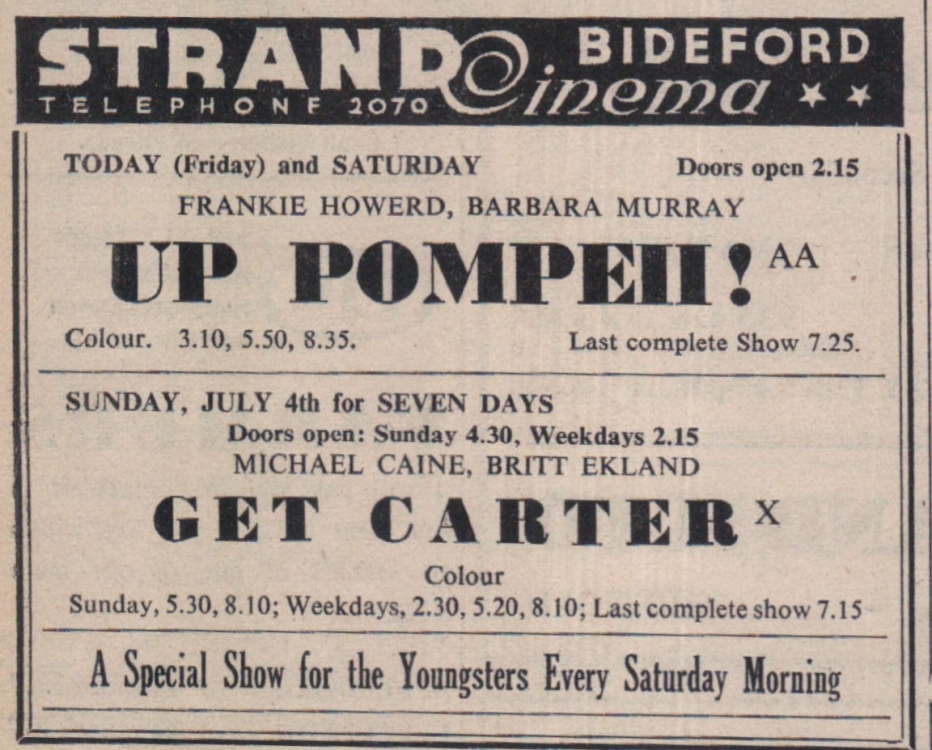 STRAND Cinema BIDEFORD
TELEPHONE 2070
TODAY (Friday) and SATURDAY Doors open 2.15
FRANKIE HOWERD, BARBARA MURRAY
UP POMPEII! AA
Colour. 3.10, 5.50, 8.35. Last complete Show 7.25.
SUNDAY, JULY 4th for SEVEN DAYS
Doors open: Sunday 4.30, Weekdays 2.15
MICHAEL CAINE, BRITT EKLAND
GET CARTER X
Colour
Sunday, 5.30, 8.10; Weekdays, 2.30, 5.20, 8.10; Last complete show 7.15
A Special Show for the Youngsters Every Saturday Morning